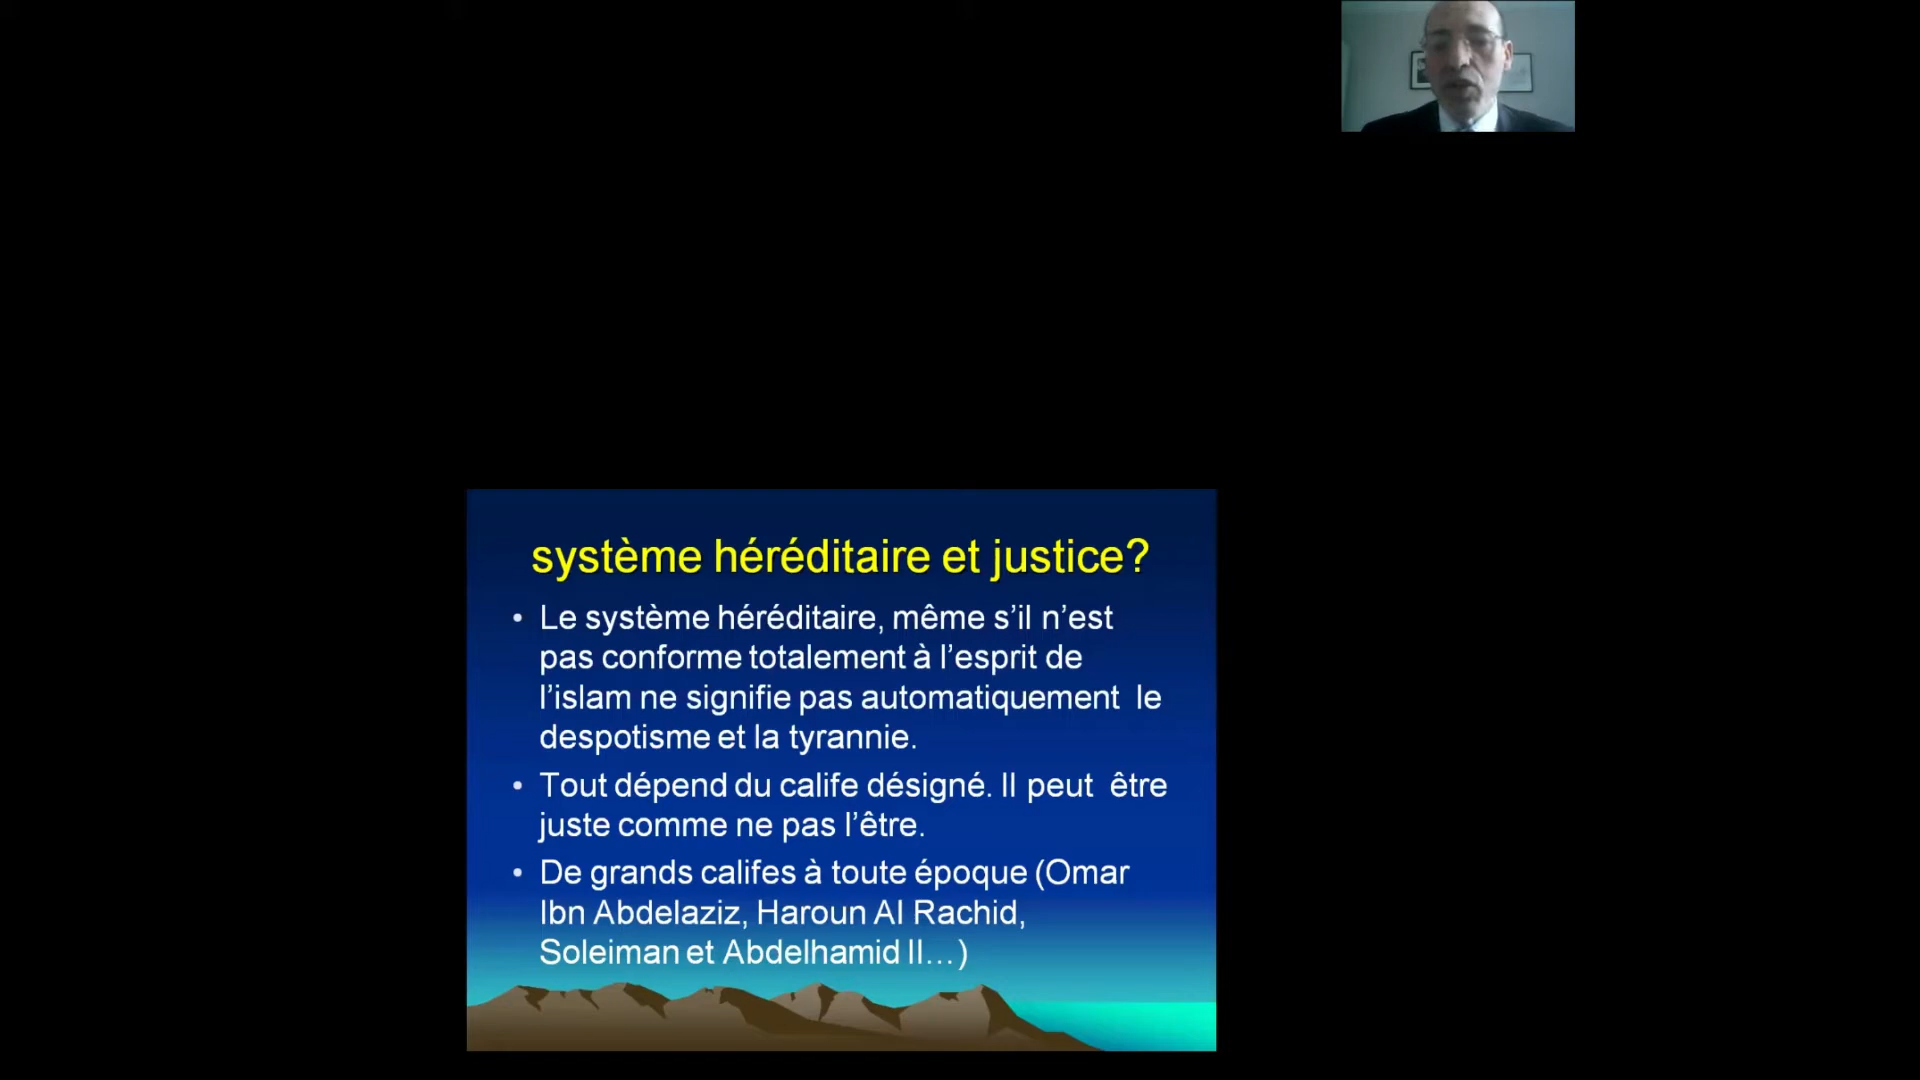 système héréditaire et justice?
• Le système héréditaire, même s’il n’est
pas conforme totalement à l’esprit de
l’islam ne signifie pas automatiquement le
despotisme et la tyrannie.
• Tout dépend du calife désigné. Il peut être
juste comme ne pas l’être.
• De grands califes à toute époque (Omar
Ibn Abdelaziz, Haroun Al Rachid,
Soleiman et Abdelhamid II…)